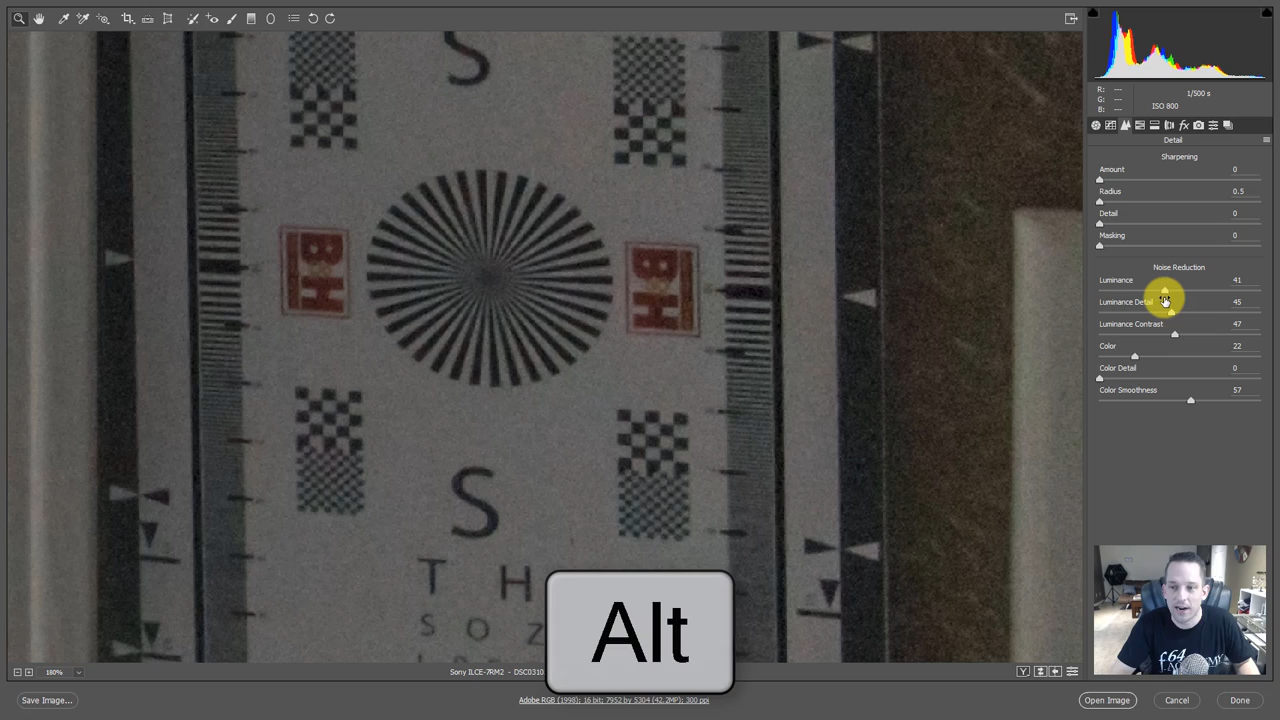 1/500 s
ISO 800
R: ---
G: ---
B: ---
Detail
Sharpening
Amount 0
Radius 0.5
Detail 0
Masking 0
Noise Reduction
Luminance 41
Luminance Detail 45
Luminance Contrast 47
Color 22
Color Detail 0
Color Smoothness 57
S
B&H
B&H
S
T H
S O Z
Alt
f.64
180%
Sony ILCE-7RM2 - DSC0310
fx
Y
Save Image...
Adobe RGB (1998); 16 bit; 7952 by 5304 (42.2MP); 300 ppi
Open Image
Cancel
Done